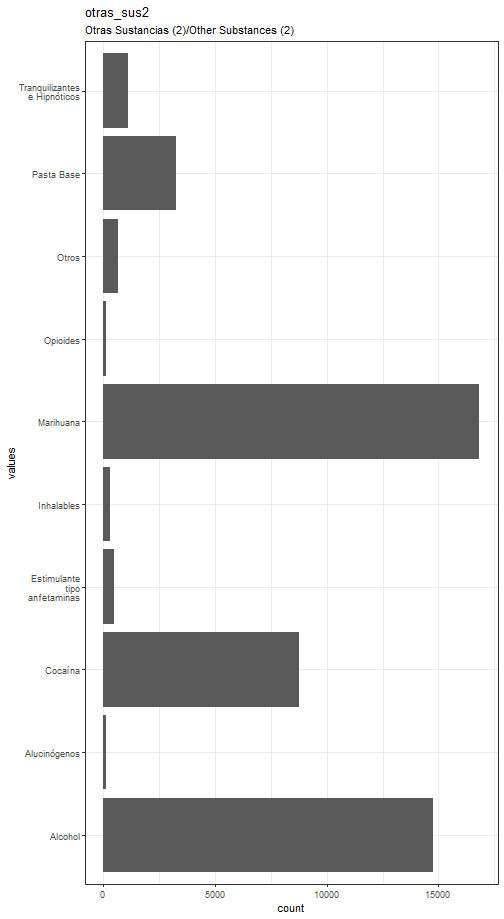 otras_sus2
Otras Sustancias (2)/Other Substances (2)
Tranquilizantes
e Hipnóticos
Pasta Base
Otros
Opioides
Marihuana
values
Inhalables
Estimulante
tipo
anfetaminas
Cocaína
Alucinógenos
Alcohol
0 5000 10000 15000
count